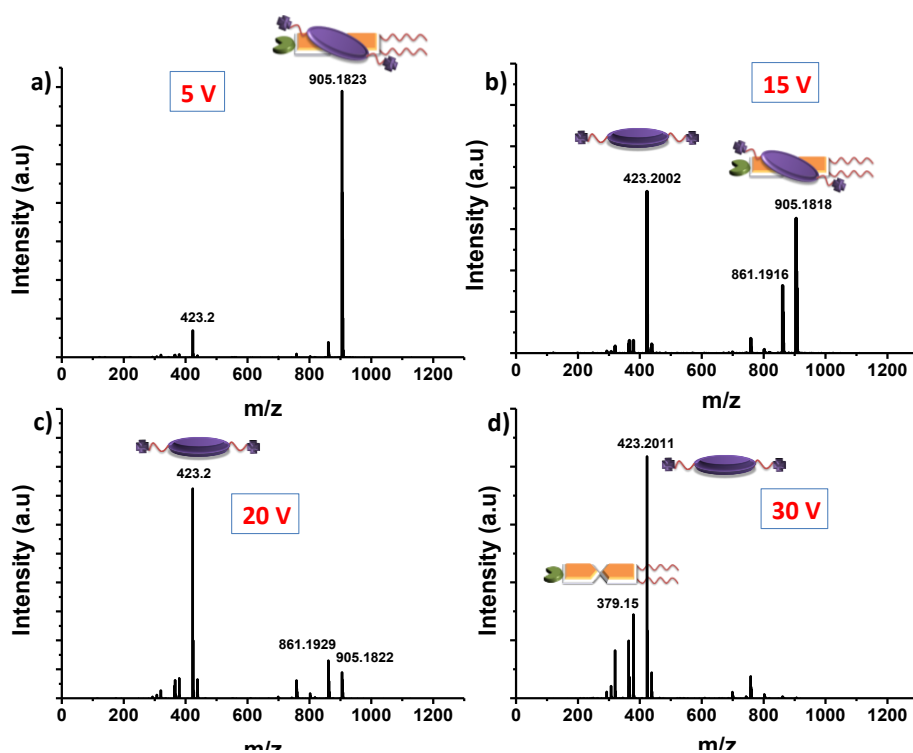 a)
5 V
905.1823
423.2
Intensity (a.u)
0 200 400 600 800 1000 1200
m/z
b)
15 V
423.2002
905.1818
861.1916
Intensity (a.u)
0 200 400 600 800 1000 1200
m/z
c)
423.2
20 V
861.1929
905.1822
Intensity (a.u)
0 200 400 600 800 1000 1200
m/z
d)
423.2011
30 V
379.15
Intensity (a.u)
0 200 400 600 800 1000 1200
m/z